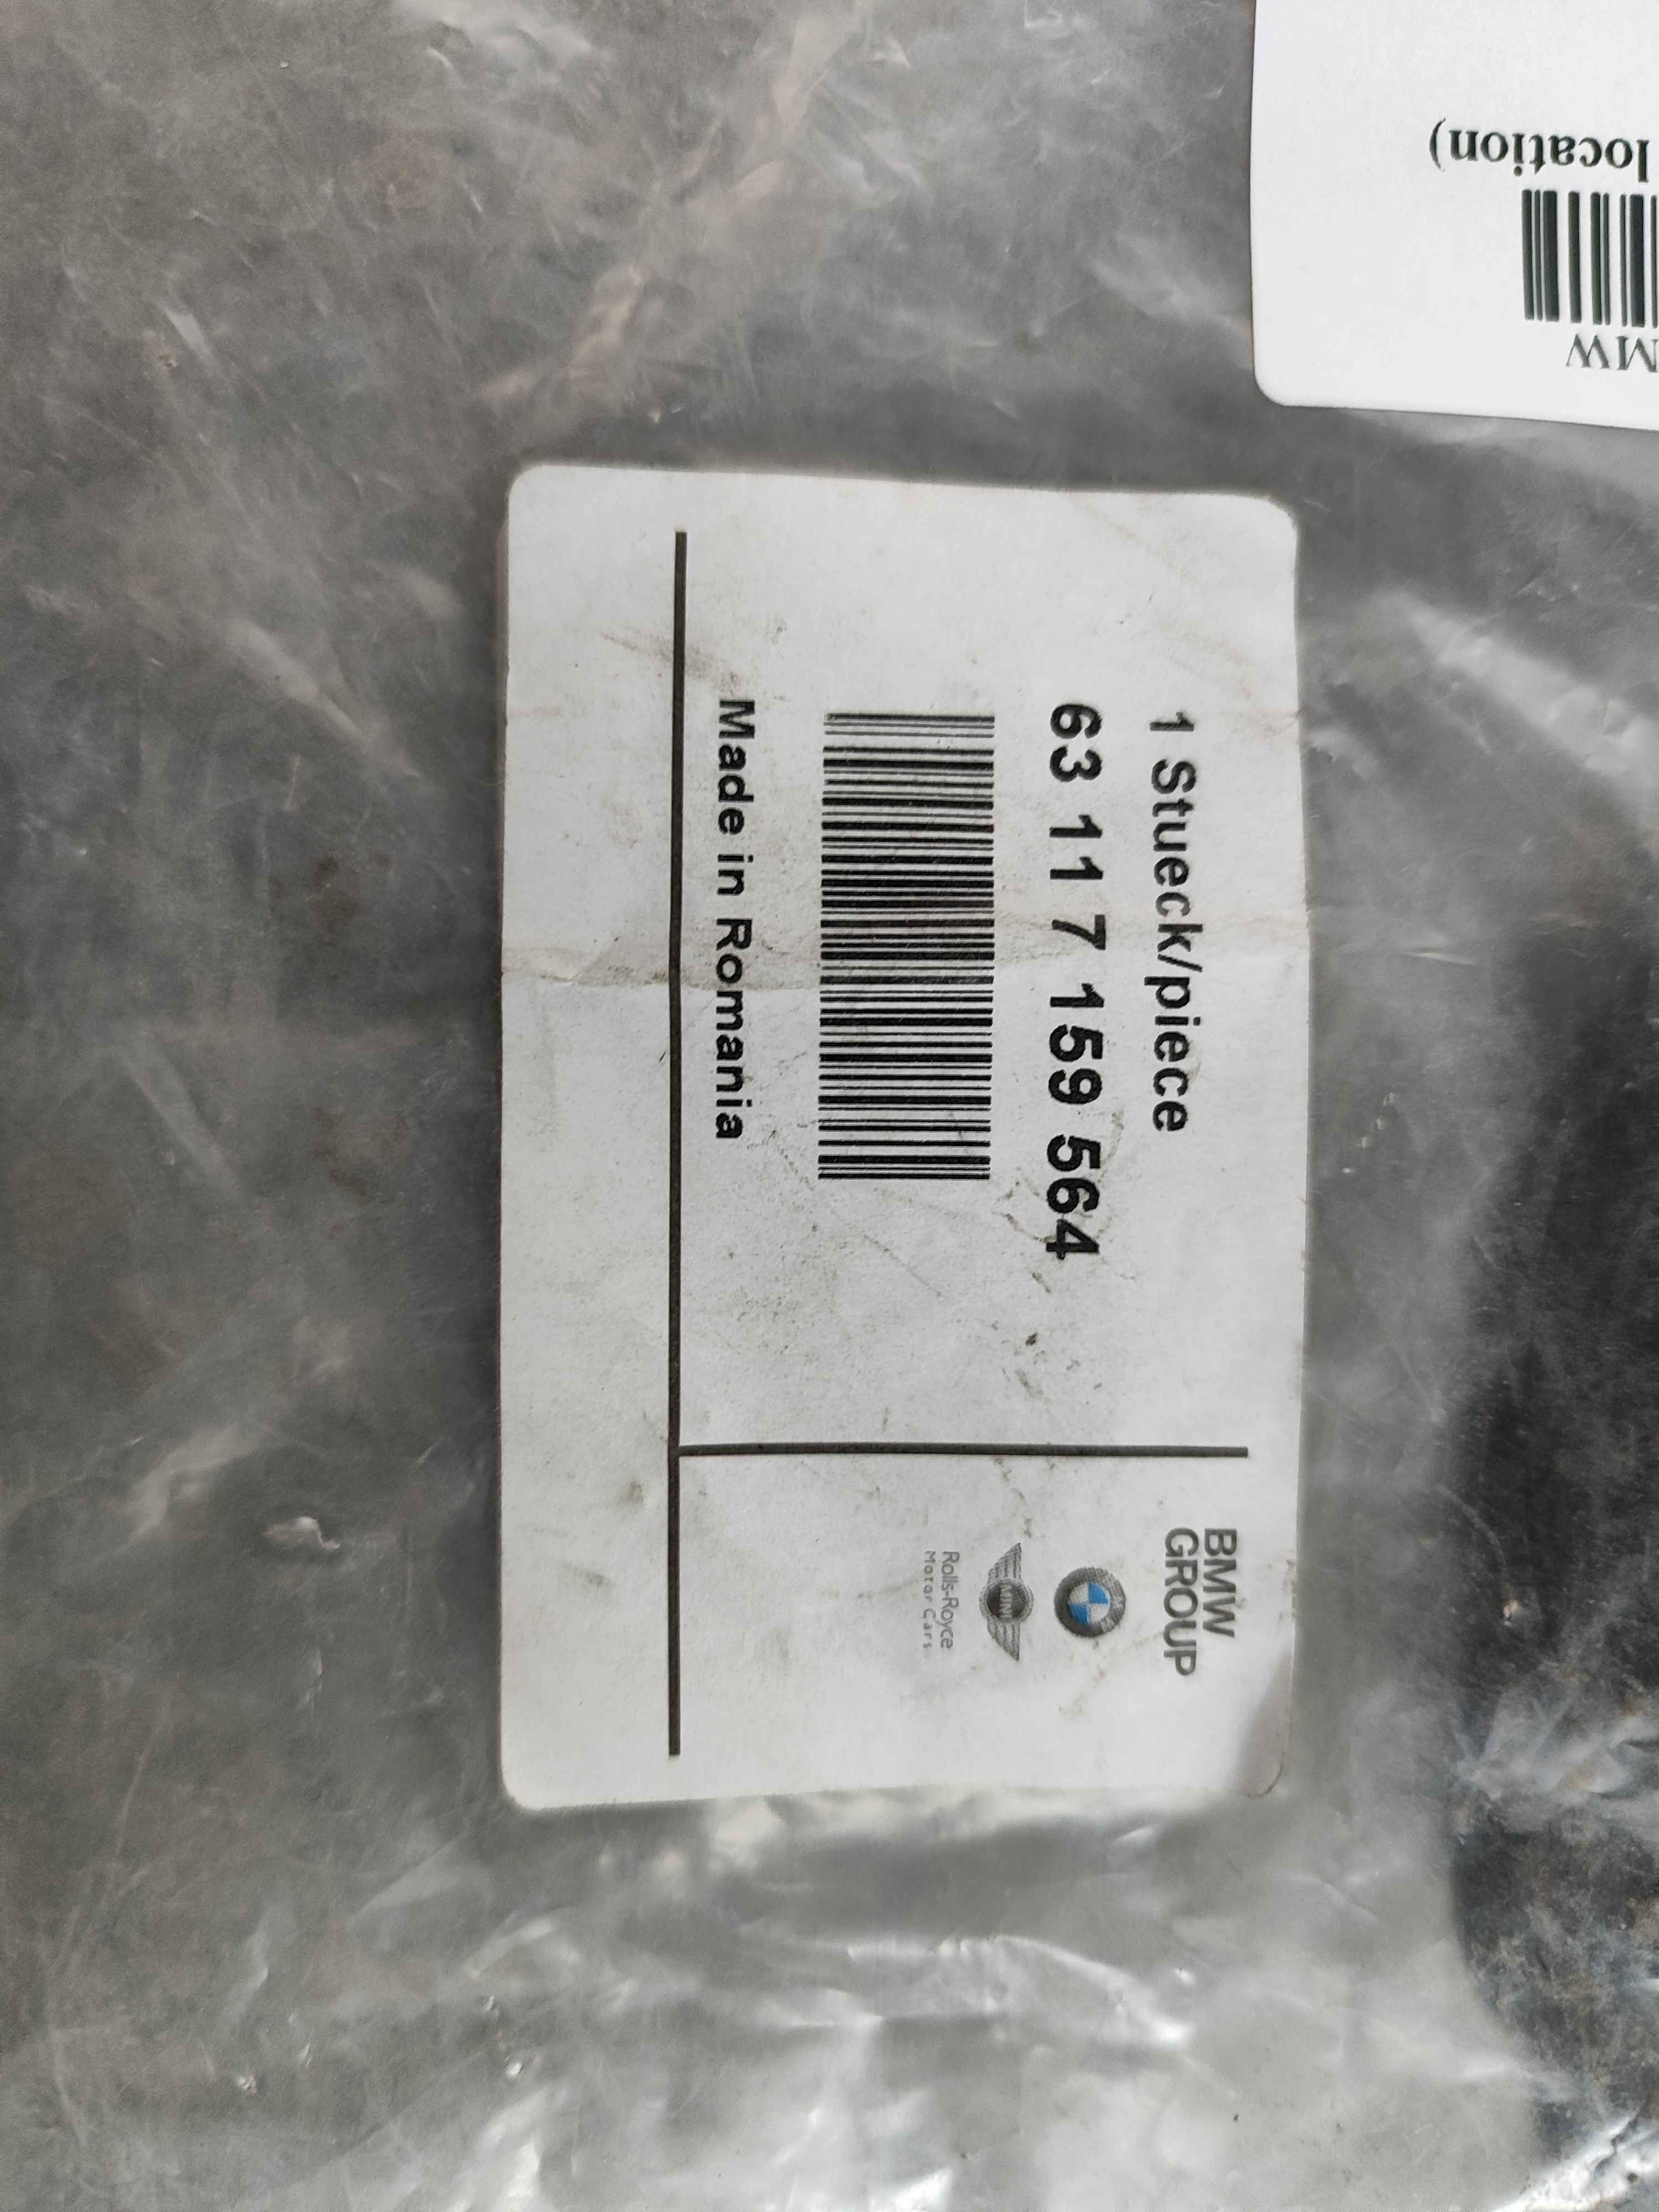 1 Stueck/piece
63 11 7 159 564
Made in Romania
BMW
GROUP
MINI
Rolls-Royce
Motor Cars
location)
MW